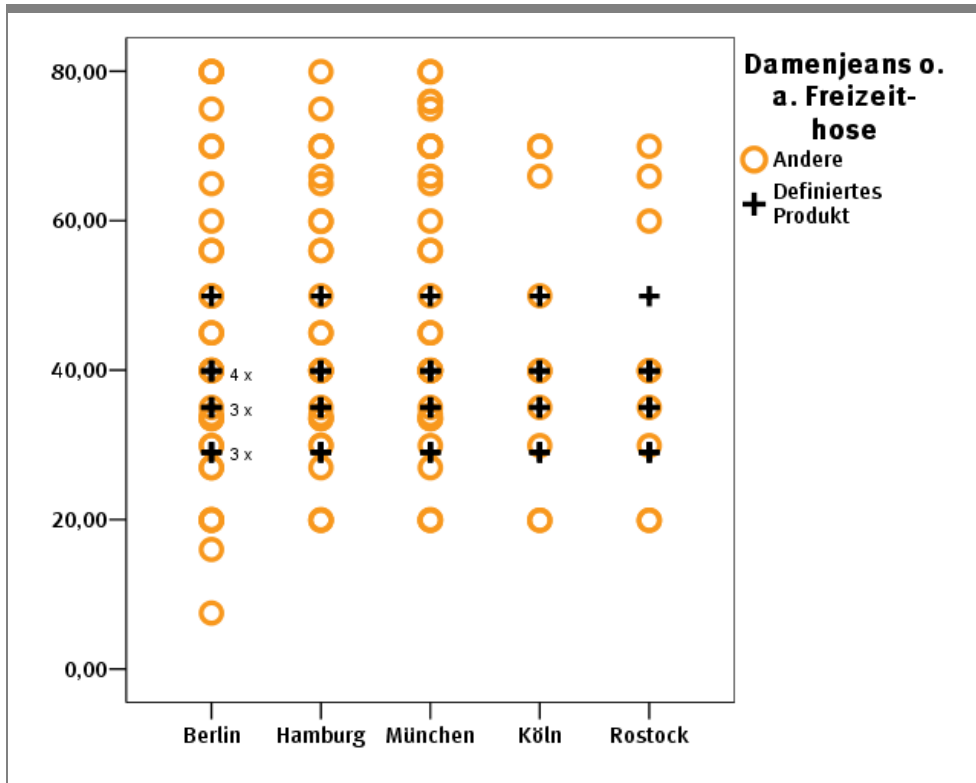 80,00
60,00
40,00
20,00
0,00
4 x
3 x
3 x
Berlin
Hamburg
München
Köln
Rostock
Damenjeans o.
a. Freizeit-
hose
Andere
Definiertes
Produkt